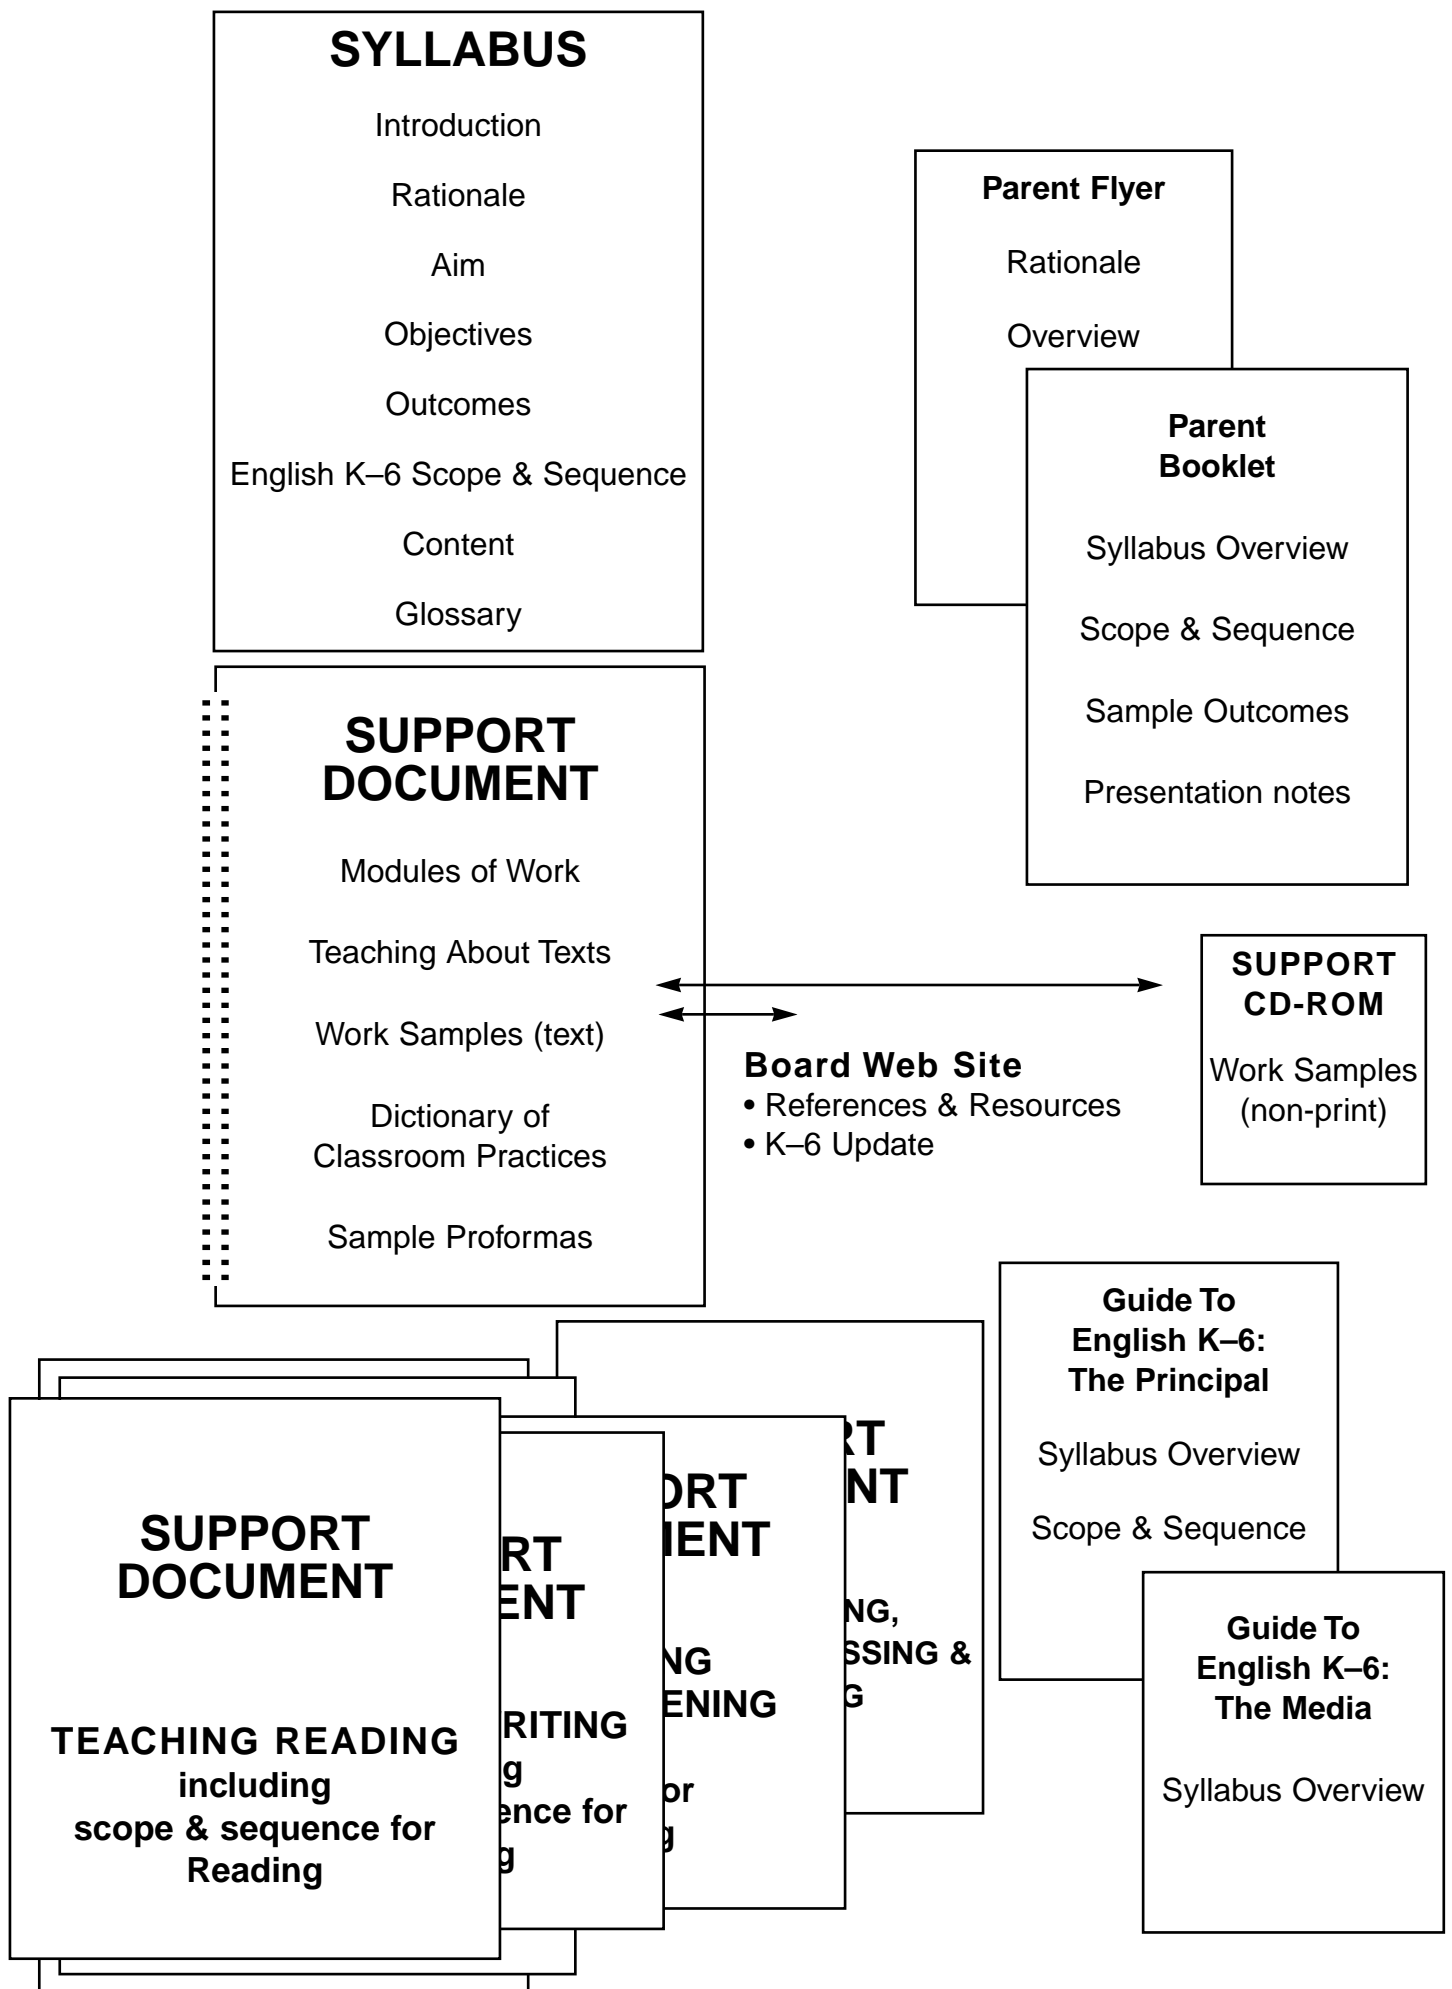 SYLLABUS
Introduction
Rationale
Aim
Objectives
Outcomes
English K–6 Scope & Sequence
Content
Glossary
Parent Flyer
Rationale
Overview
Parent
Booklet
Syllabus Overview
Scope & Sequence
Sample Outcomes
Presentation notes
SUPPORT
DOCUMENT
Modules of Work
Teaching About Texts
Work Samples (text)
Dictionary of
Classroom Practices
Sample Proformas
Board Web Site
• References & Resources
• K–6 Update
SUPPORT
CD-ROM
Work Samples
(non-print)
Guide To
English K–6:
The Principal
Syllabus Overview
Scope & Sequence
Guide To
English K–6:
The Media
Syllabus Overview
SUPPORT
DOCUMENT
TEACHING READING
including
scope & sequence for
Reading
RT
ENT
RITING
g
ence for
g
ORT
MENT
NG
ENING
or
g
RT
NT
NG,
SSING &
G